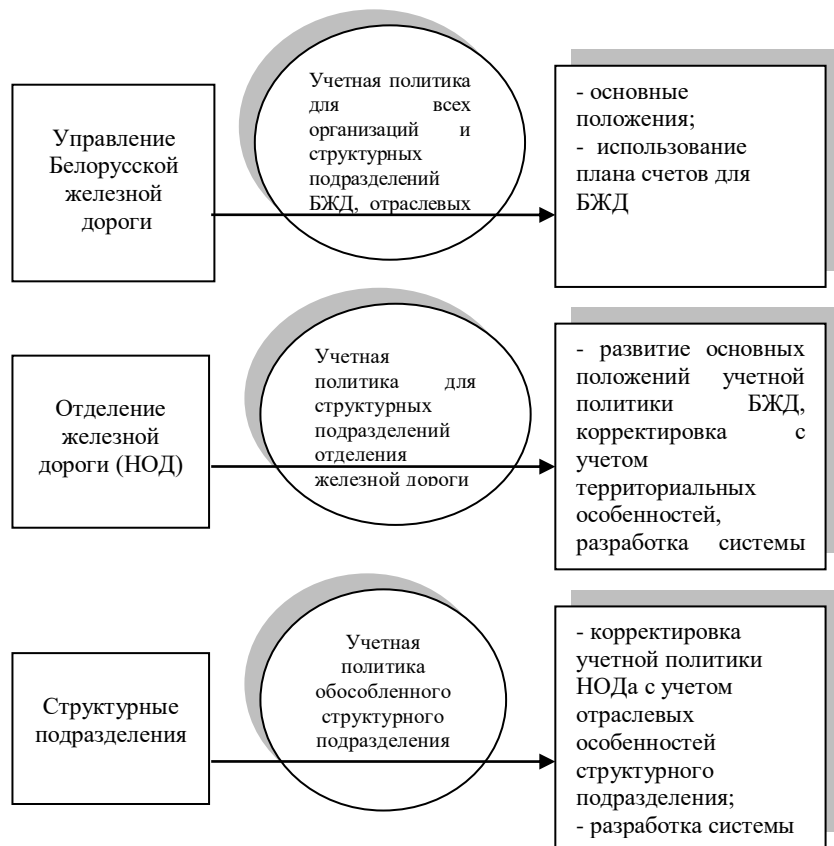 Управление
Белорусской
железной
дороги
Учетная политика
для всех
организаций и
структурных
подразделений
БЖД, отраслевых
- основные
положения;
- использование
плана счетов для
БЖД
Отделение
железной
дороги (НОД)
Учетная
политика для
структурных
подразделений
отделения
железной дороги
- развитие основных
положений учетной
политики БЖД,
корректировка с
учетом
территориальных
особенностей,
разработка системы
Структурные
подразделения
Учетная
политика
обособленного
структурного
подразделения
- корректировка
учетной политики
НОДа с учетом
отраслевых
особенностей
структурного
подразделения;
- разработка системы